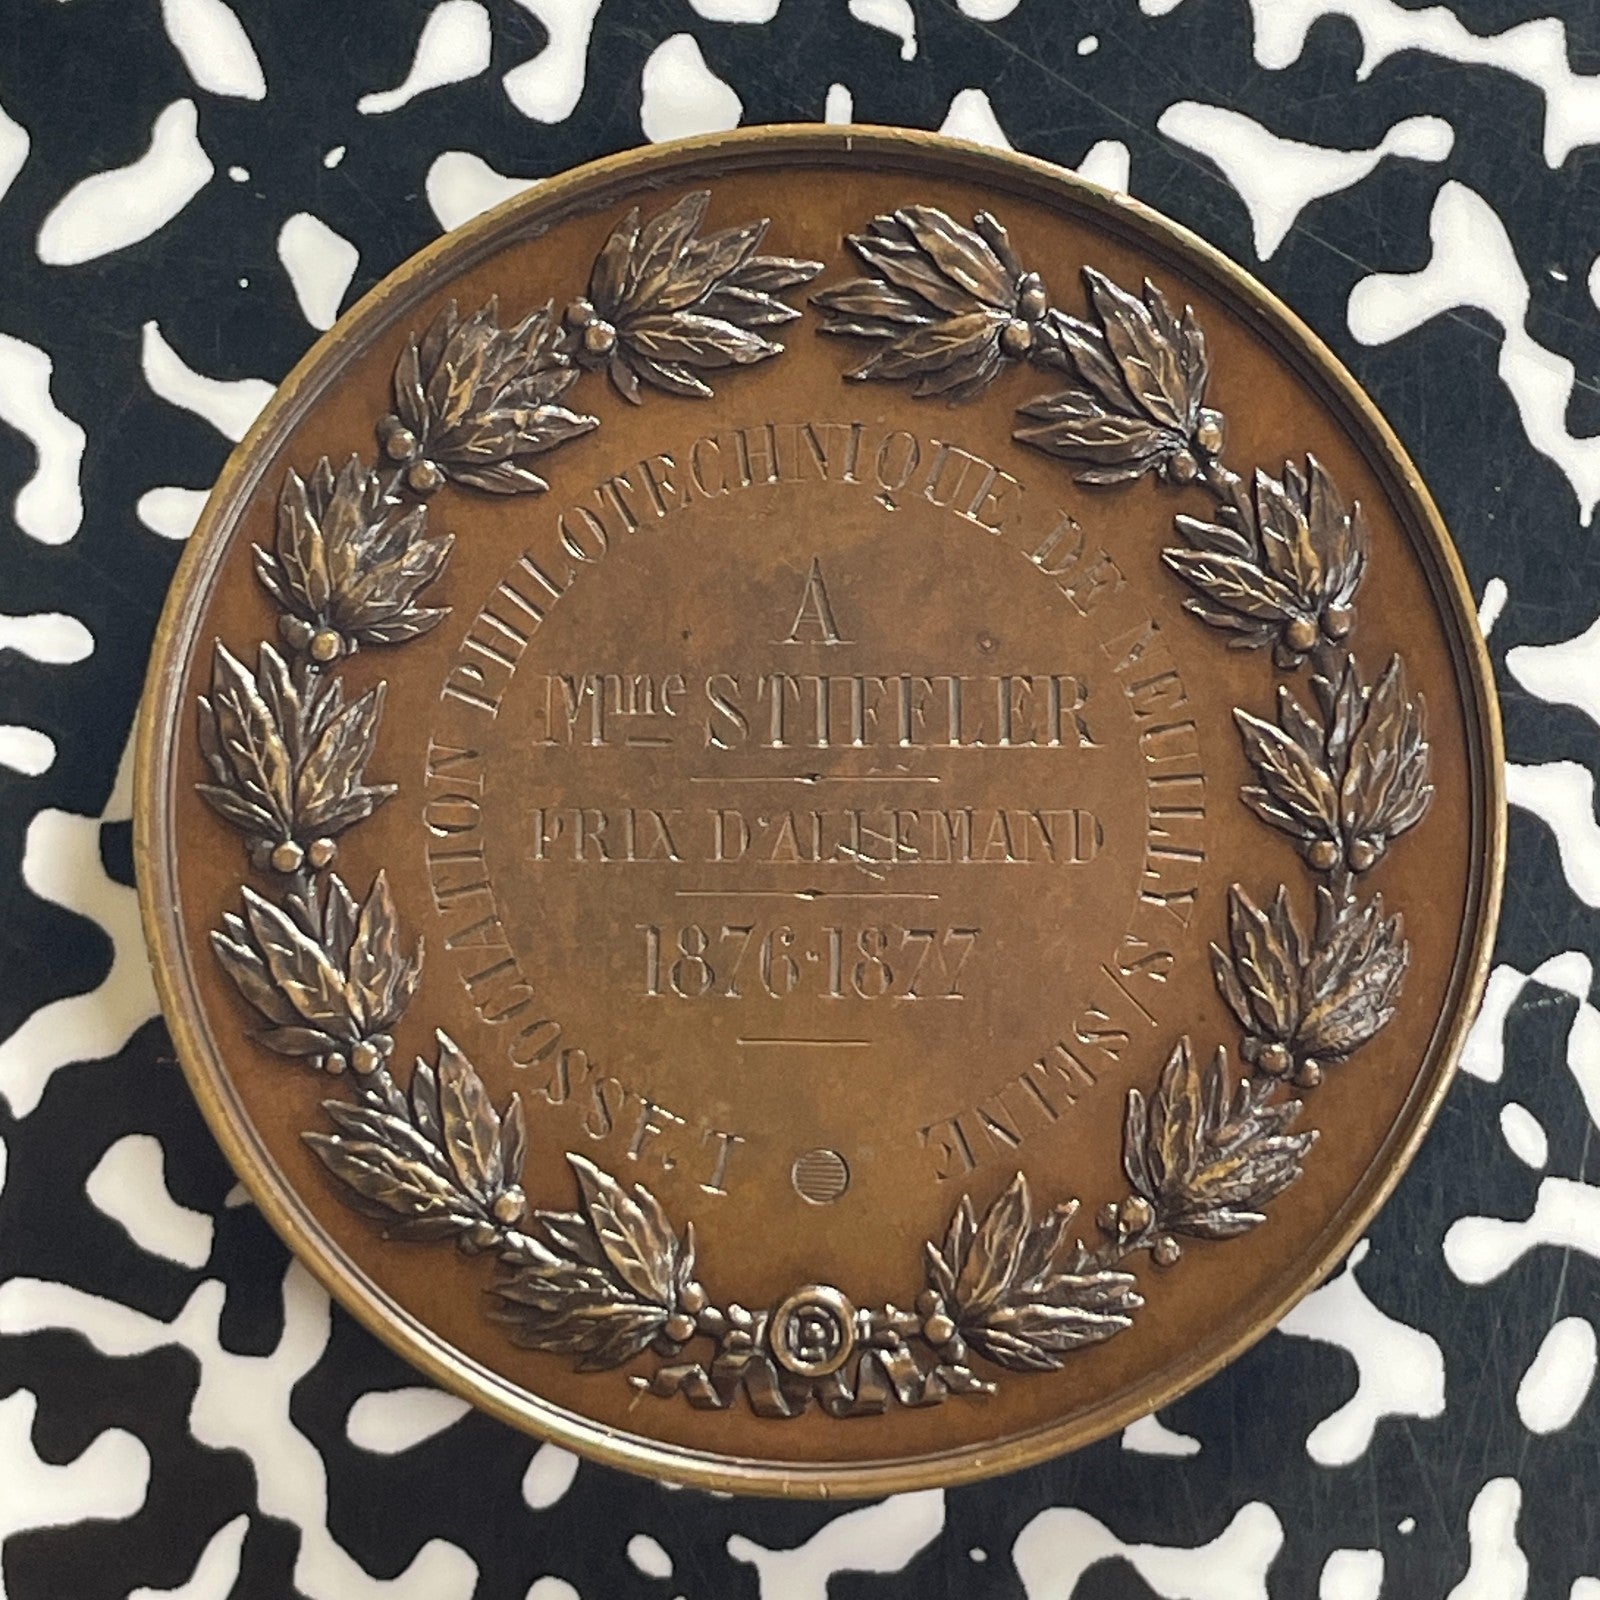 L'ASSOCIATION PHILOTECHNIQUE DE NEUILLY S/SEINE
A
Mme STIFFLER
PRIX D'ALLEMAND
1876-1877